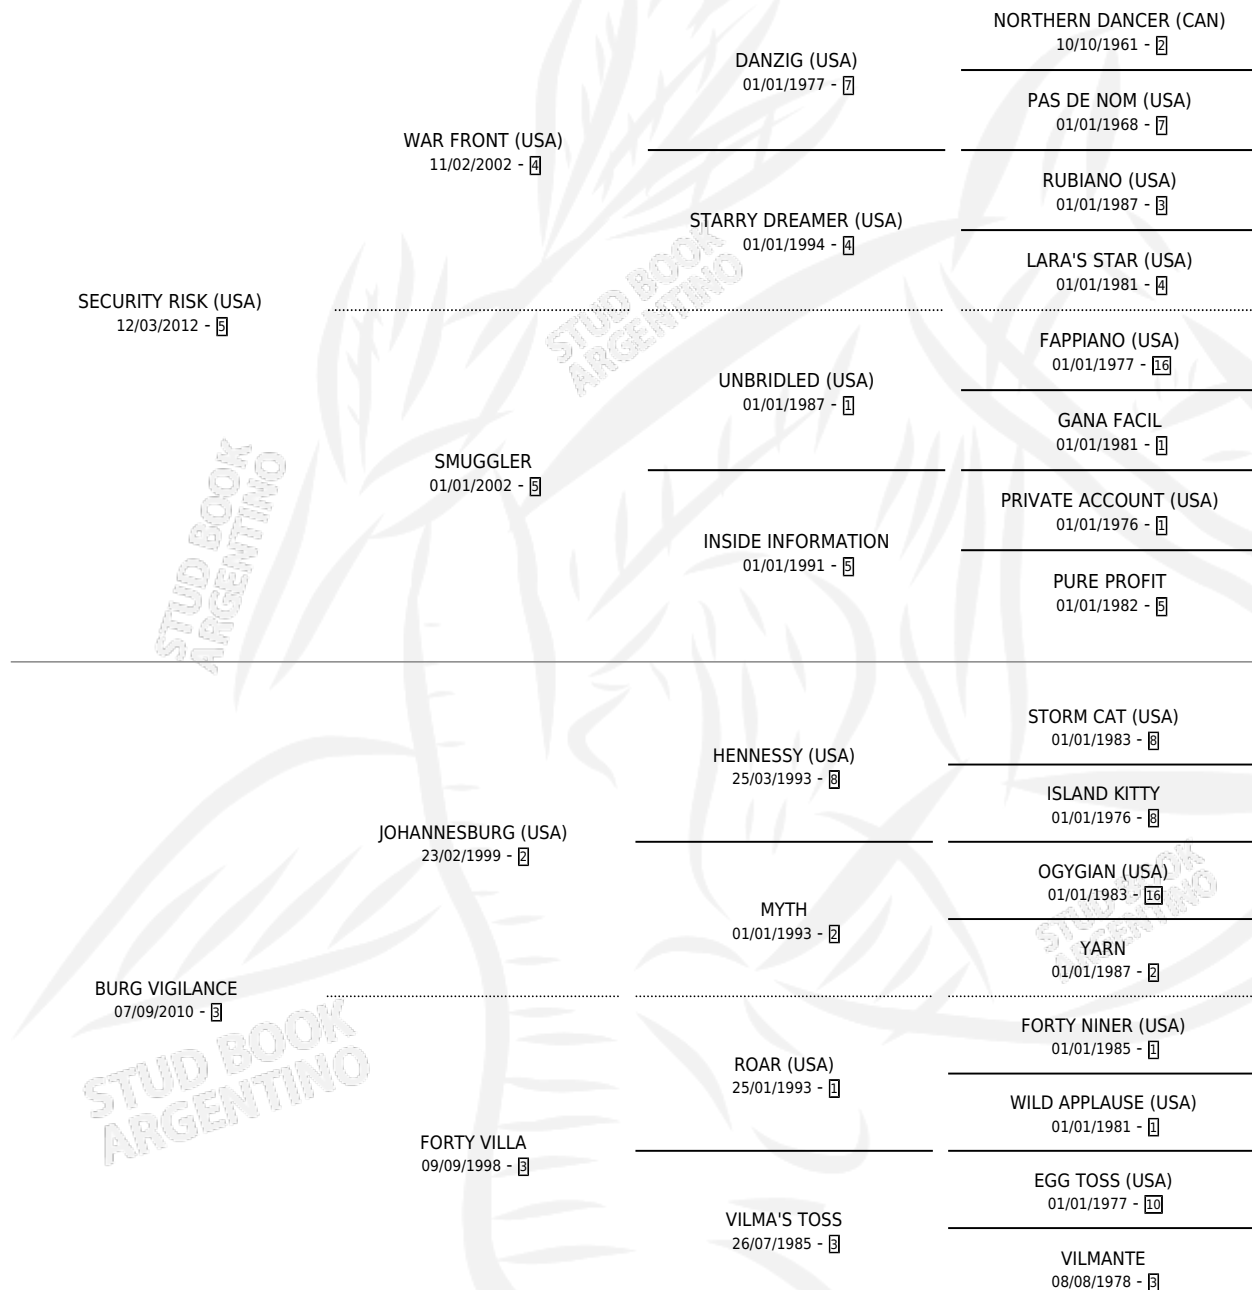 NORTHERN DANCER (CAN)
10/10/1961 - 2
DANZIG (USA)
01/01/1977 - 7
PAS DE NOM (USA)
01/01/1968 - 7
WAR FRONT (USA)
11/02/2002 - 4
RUBIANO (USA)
01/01/1987 - 3
STARRY DREAMER (USA)
01/01/1994 - 4
LARA'S STAR (USA)
01/01/1981 - 4
SECURITY RISK (USA)
12/03/2012 - 5
FAPPIANO (USA)
01/01/1977 - 16
UNBRIDLED (USA)
01/01/1987 - 1
GANA FACIL
01/01/1981 - 1
SMUGGLER
01/01/2002 - 5
PRIVATE ACCOUNT (USA)
01/01/1976 - 1
INSIDE INFORMATION
01/01/1991 - 5
PURE PROFIT
01/01/1982 - 5
STORM CAT (USA)
01/01/1983 - 8
HENNESSY (USA)
25/03/1993 - 8
ISLAND KITTY
01/01/1976 - 8
JOHANNESBURG (USA)
23/02/1999 - 2
OGYGIAN (USA)
01/01/1983 - 16
MYTH
01/01/1993 - 2
YARN
01/01/1987 - 2
BURG VIGILANCE
07/09/2010 - 3
FORTY NINER (USA)
01/01/1985 - 1
ROAR (USA)
25/01/1993 - 1
WILD APPLAUSE (USA)
01/01/1981 - 1
FORTY VILLA
09/09/1998 - 3
EGG TOSS (USA)
01/01/1977 - 10
VILMA'S TOSS
26/07/1985 - 3
VILMANTE
08/08/1978 - 3
STUD BOOK
ARGENTINO
STUD BOOK
ARGENTINO
STUD BOOK
ARGENTINO
STUD BOOK
ARGENTINO